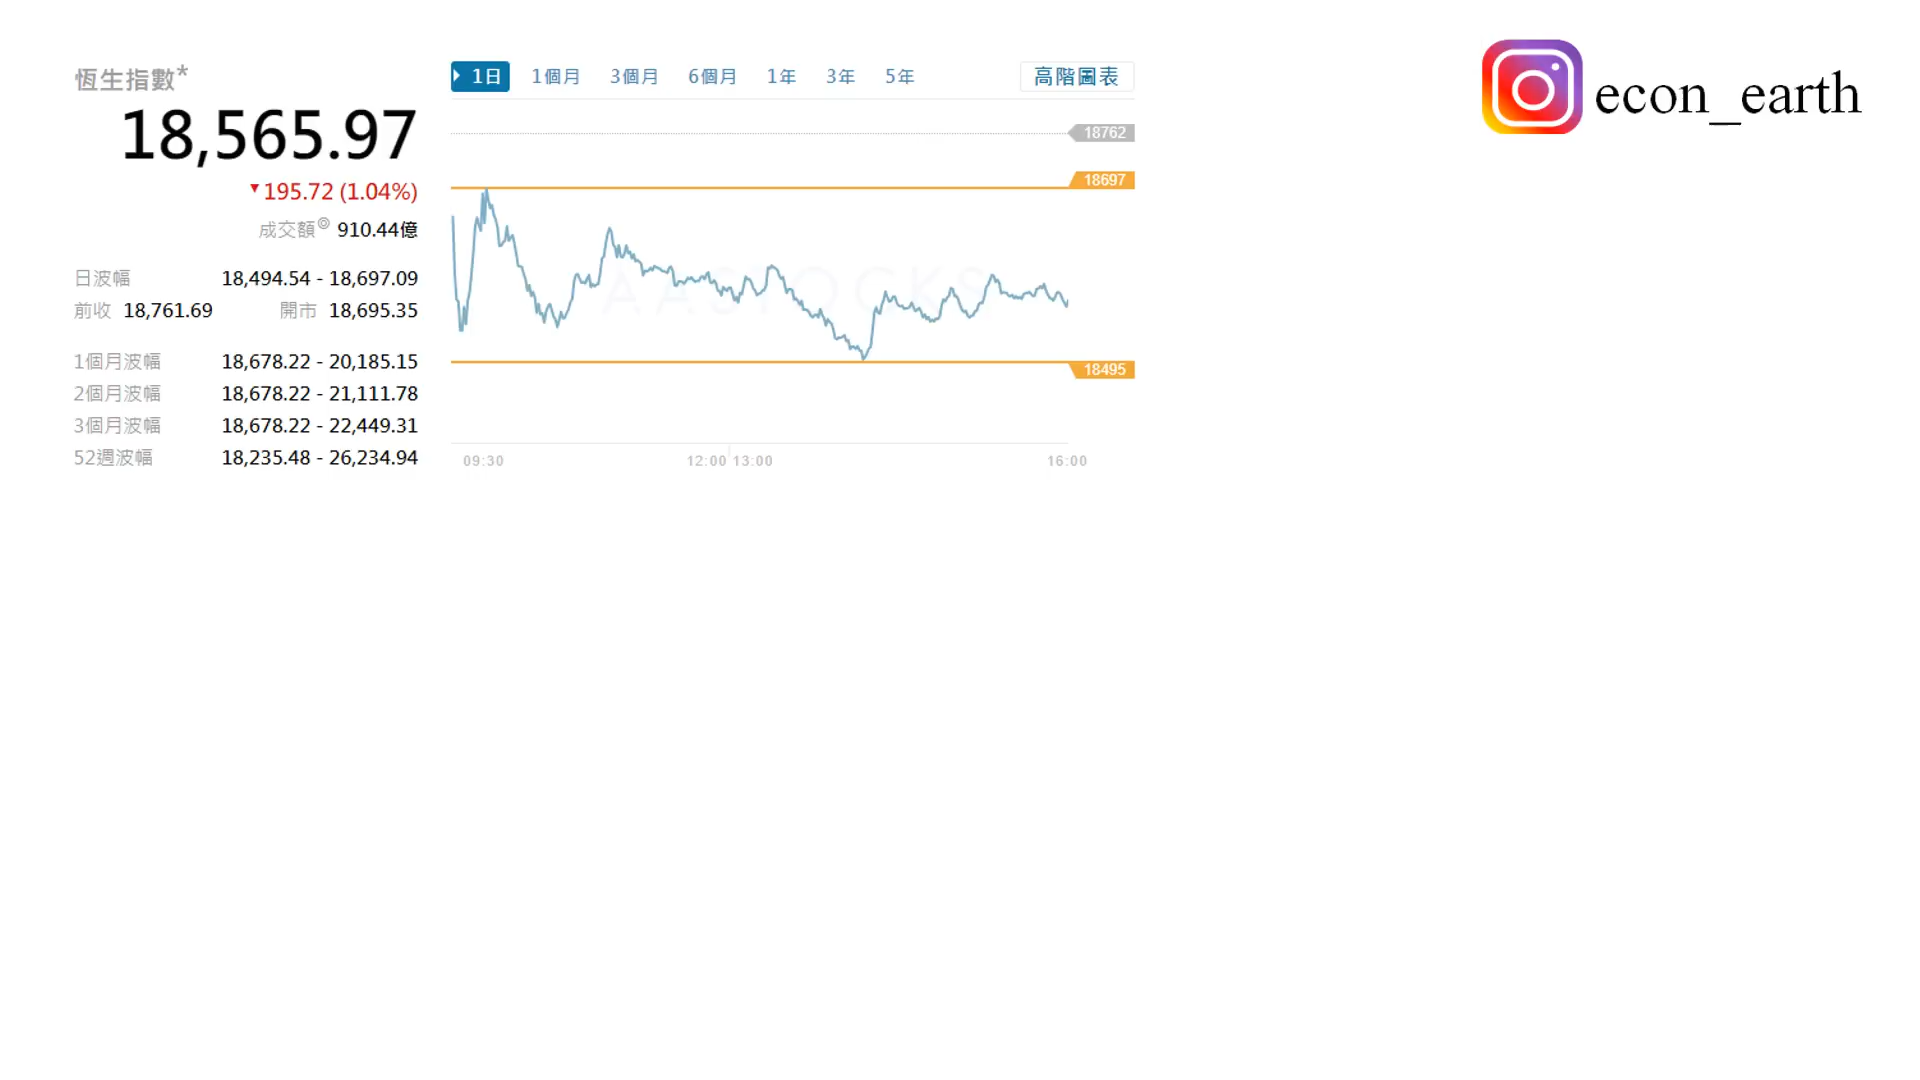 恆生指數*
18,565.97
▼195.72 (1.04%)
成交額◎ 910.44億
日波幅 18,494.54 - 18,697.09
前收 18,761.69 開市 18,695.35
1個月波幅 18,678.22 - 20,185.15
2個月波幅 18,678.22 - 21,111.78
3個月波幅 18,678.22 - 22,449.31
52週波幅 18,235.48 - 26,234.94
1日 1個月 3個月 6個月 1年 3年 5年 高階圖表
18762
18697
AASTOCKS
18495
09:30 12:00 13:00 16:00
econ_earth